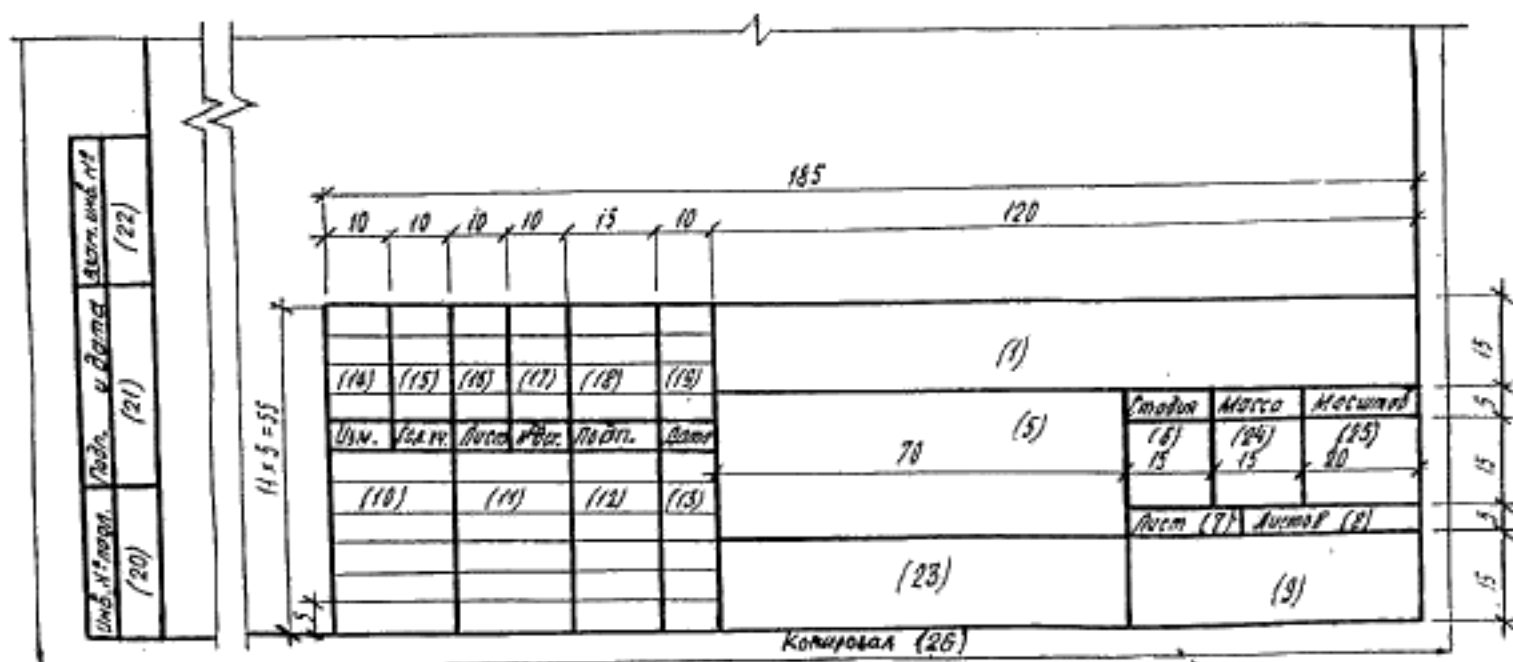 185
10 10 10 10 15 10 120
Взам. инв. №
(22)
Подп. и дата
(21)
Инв. № подл.
(20)
11 x 5 = 55
5
(14) (15) (16) (17) (18) (19)
Изм. Кол.уч. Лист №док. Подп. Дата
(10) (11) (12) (13)
(1)
(5)
70
Стадия Масса Масштаб
(6) (24) (25)
15 15 20
Лист (7) Листов (8)
(23)
(9)
15
5
15
5
15
Копировал (26)